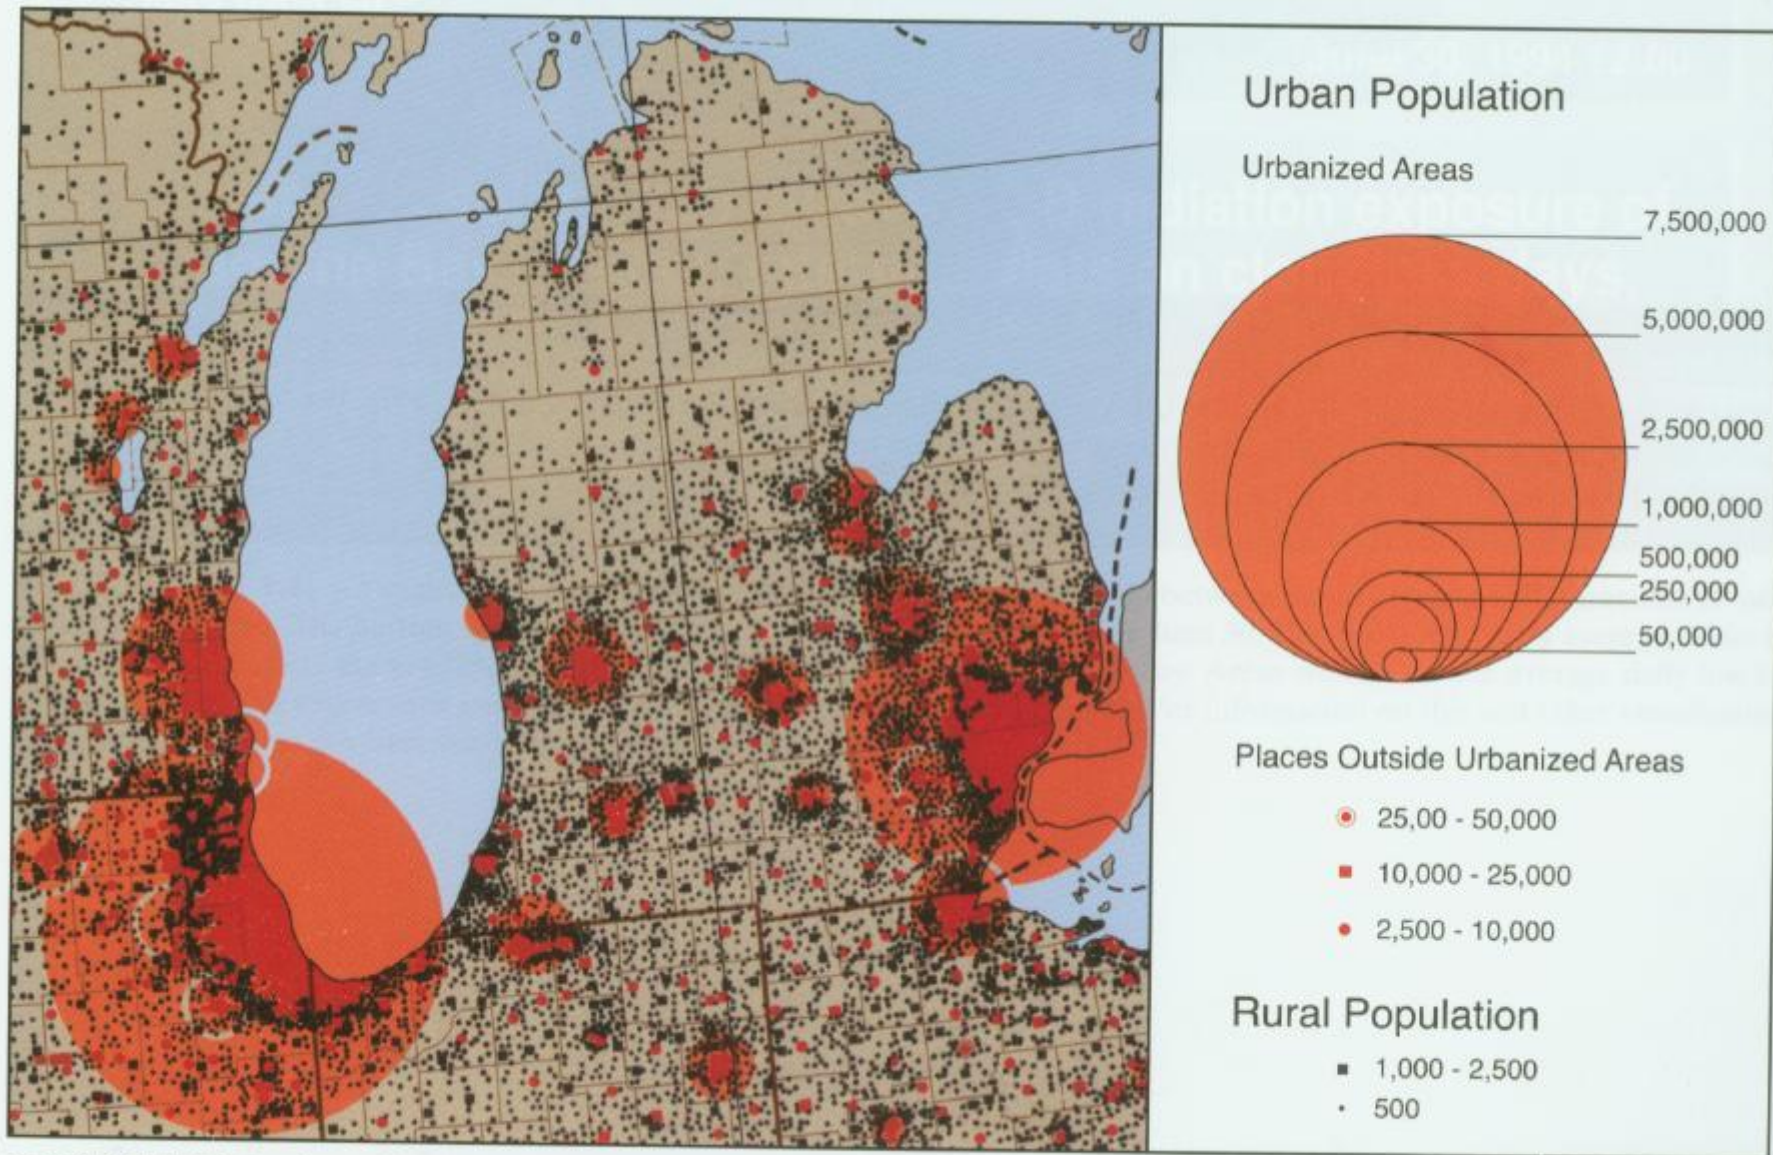 Urban Population
Urbanized Areas
7,500,000
5,000,000
2,500,000
1,000,000
500,000
250,000
50,000
Places Outside Urbanized Areas
25,00 - 50,000
10,000 - 25,000
2,500 - 10,000
Rural Population
1,000 - 2,500
500